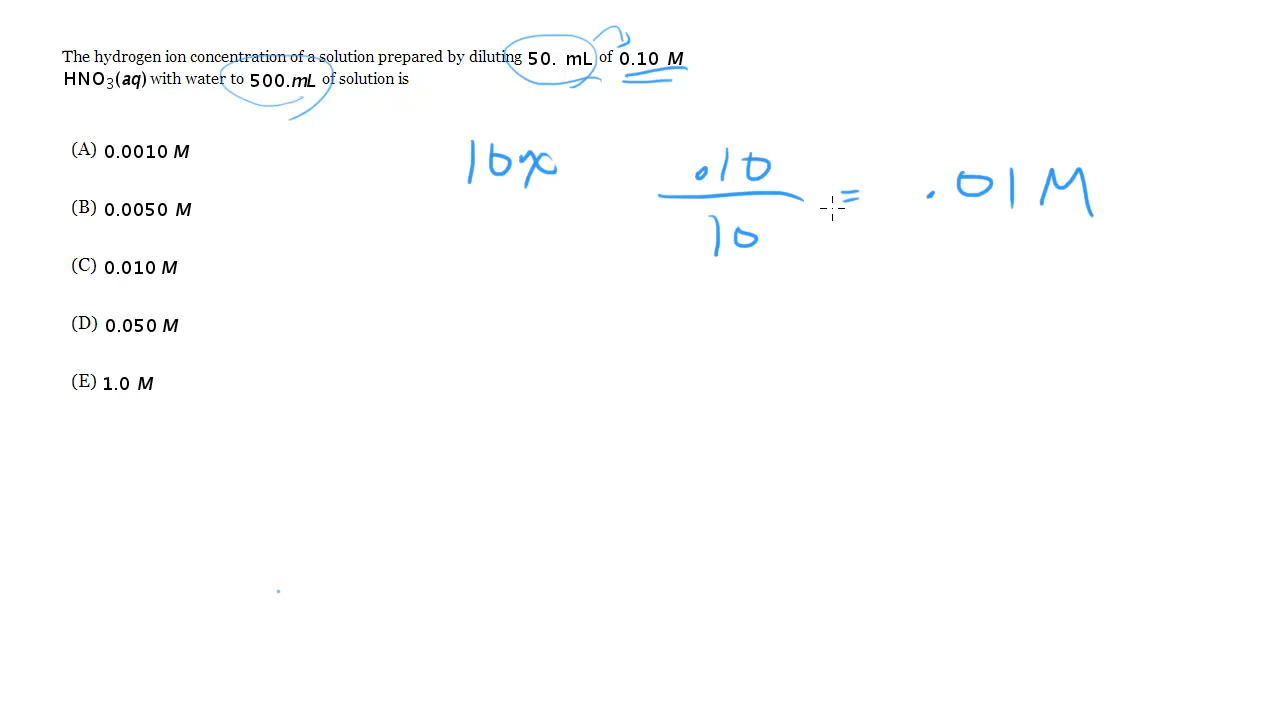 The hydrogen ion concentration of a solution prepared by diluting 50. mL of 0.10 M
HNO₃(aq) with water to 500.mL of solution is
(A) 0.0010 M
(B) 0.0050 M
(C) 0.010 M
(D) 0.050 M
(E) 1.0 M
10x
.10
10
= .01 M